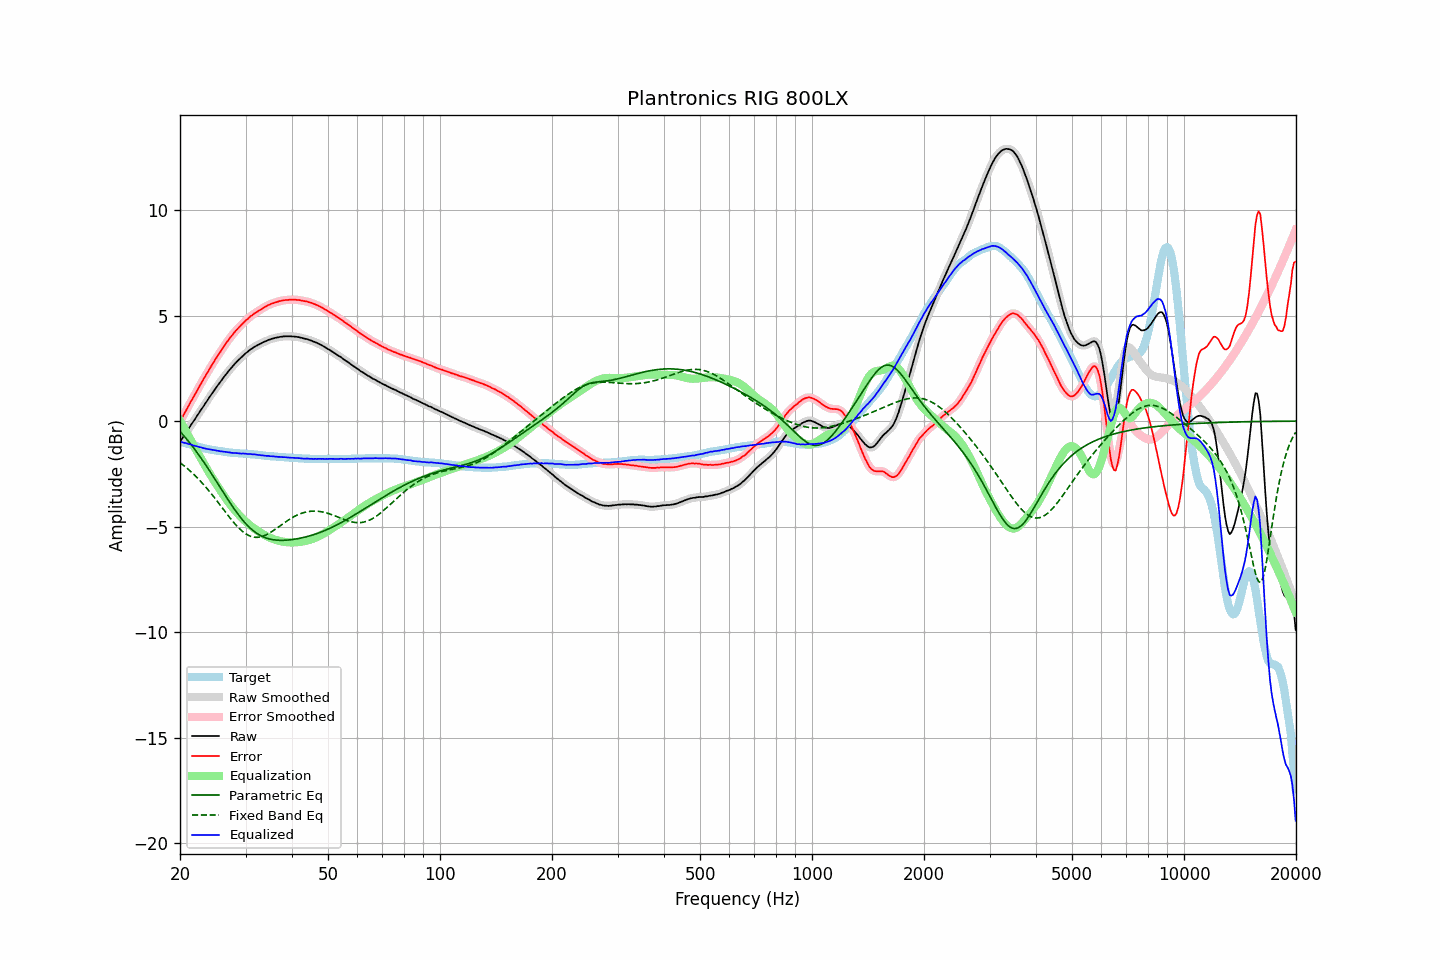 Plantronics RIG 800LX
Amplitude (dBr)
10
5
0
−5
−10
−15
−20
Target
Raw Smoothed
Error Smoothed
Raw
Error
Equalization
Parametric Eq
Fixed Band Eq
Equalized
20
50
100
200
500
1000
2000
5000
10000
20000
Frequency (Hz)